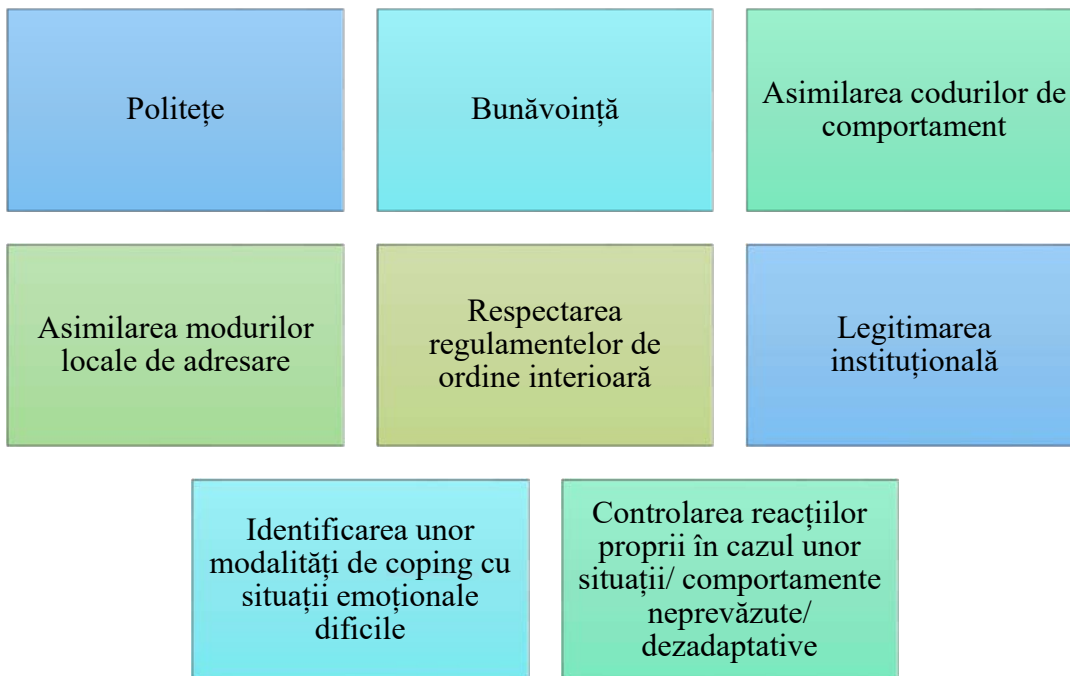 Politețe
Bunăvoință
Asimilarea codurilor de
comportament
Asimilarea modurilor
locale de adresare
Respectarea
regulamentelor de
ordine interioară
Legitimarea
instituțională
Identificarea unor
modalități de coping cu
situații emoționale
dificile
Controlarea reacțiilor
proprii în cazul unor
situații/ comportamente
neprevăzute/
dezadaptative